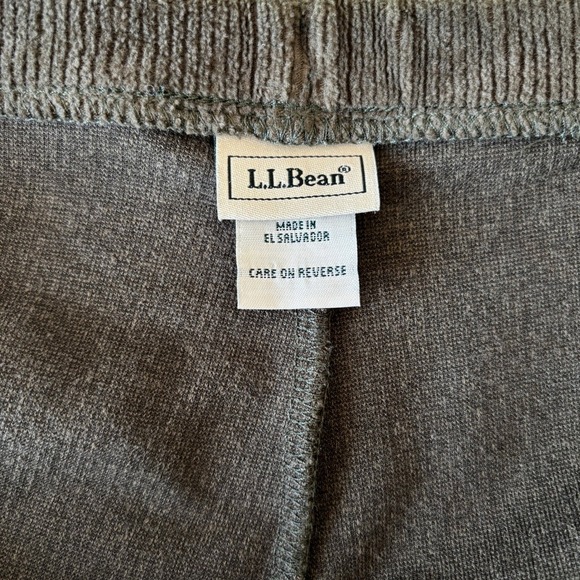 L.L.Bean®
MADE IN
EL SALVADOR
CARE ON REVERSE